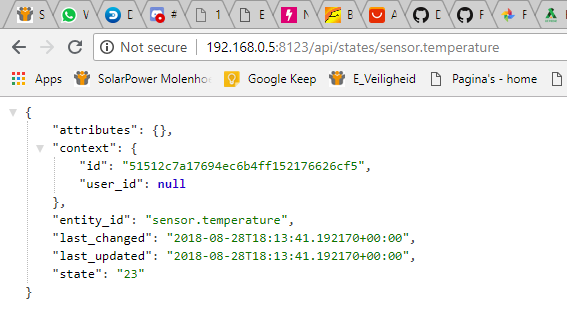 Not secure | 192.168.0.5:8123/api/states/sensor.temperature
Apps SolarPower Molenho Google Keep E_Veiligheid Pagina's - home
{
"attributes": {},
"context": {
"id": "51512c7a17694ec6b4ff152176626cf5",
"user_id": null
},
"entity_id": "sensor.temperature",
"last_changed": "2018-08-28T18:13:41.192170+00:00",
"last_updated": "2018-08-28T18:13:41.192170+00:00",
"state": "23"
}